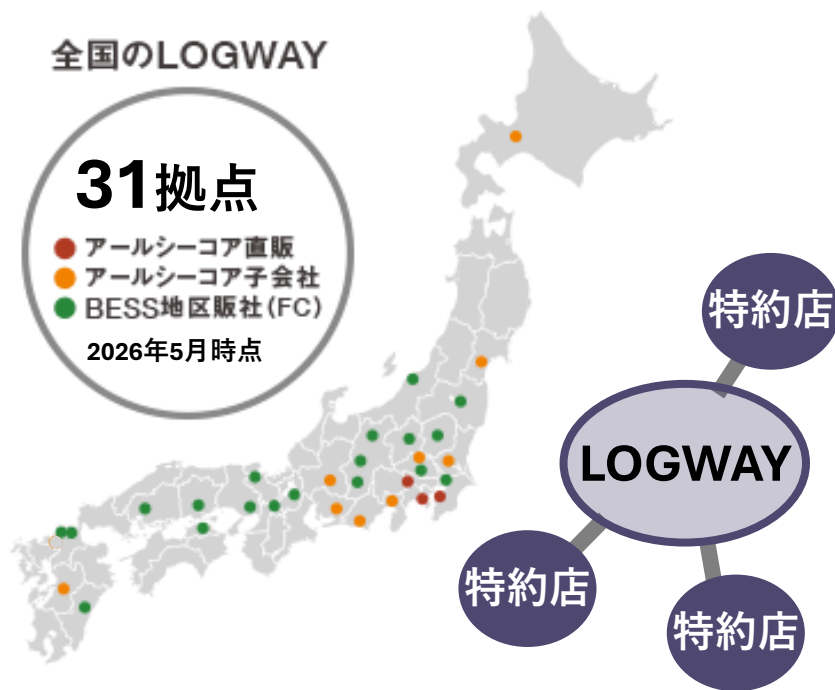 全国のLOGWAY
31拠点
アールシーコア直販
アールシーコア子会社
BESS地区販社(FC)
2026年5月時点
特約店
LOGWAY
特約店
特約店